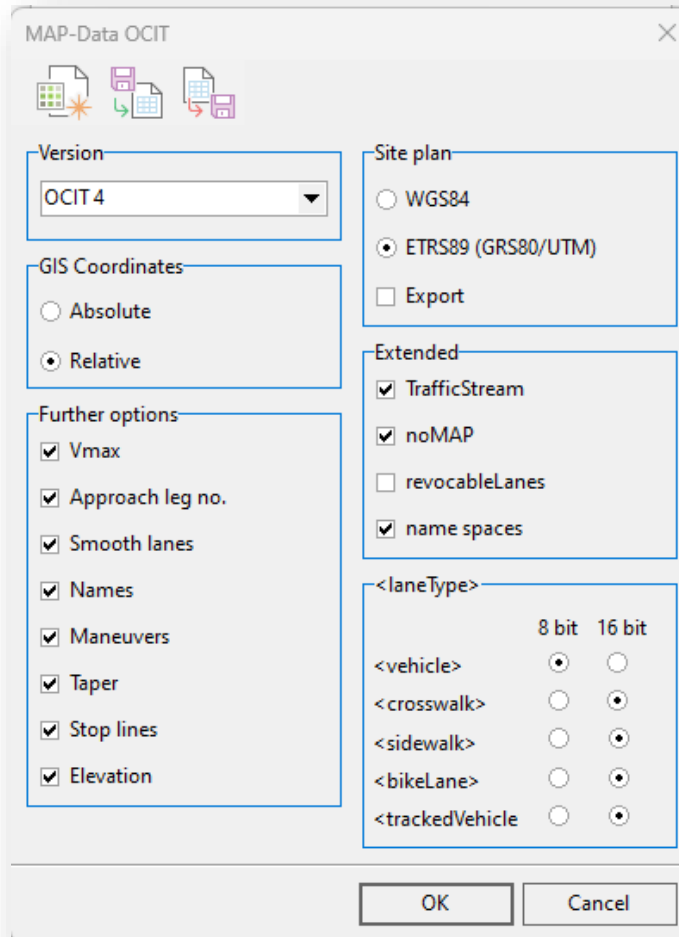 MAP-Data OCIT
Version
OCIT 4
GIS Coordinates
Absolute
Relative
Further options
Vmax
Approach leg no.
Smooth lanes
Names
Maneuvers
Taper
Stop lines
Elevation
Site plan
WGS84
ETRS89 (GRS80/UTM)
Export
Extended
TrafficStream
noMAP
revocableLanes
name spaces
<laneType>
8 bit 16 bit
<vehicle>
<crosswalk>
<sidewalk>
<bikeLane>
<trackedVehicle
OK Cancel